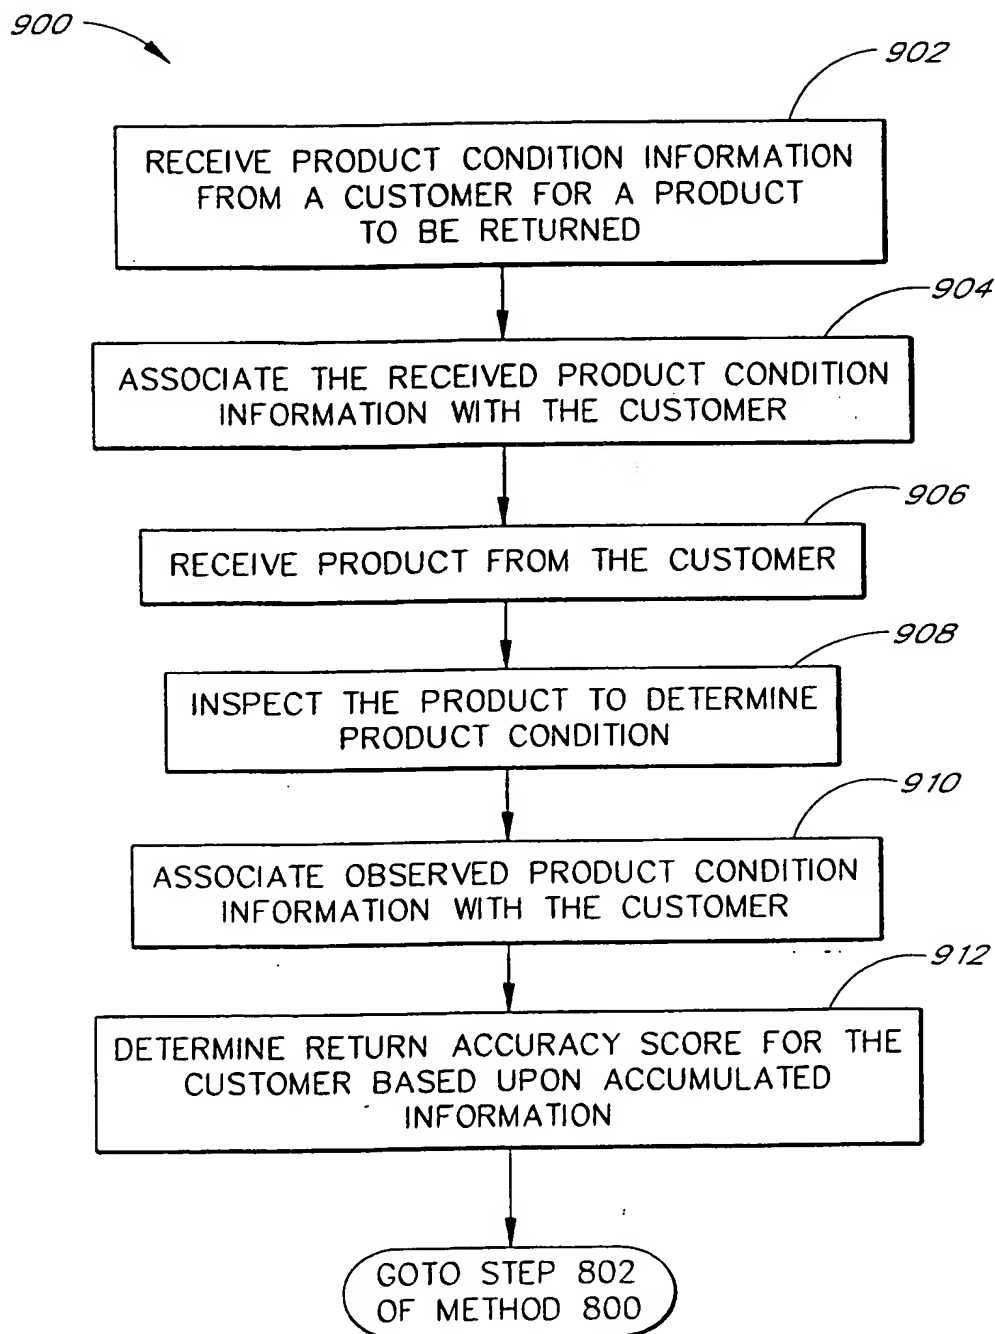 900
902
RECEIVE PRODUCT CONDITION INFORMATION
FROM A CUSTOMER FOR A PRODUCT
TO BE RETURNED
904
ASSOCIATE THE RECEIVED PRODUCT CONDITION
INFORMATION WITH THE CUSTOMER
906
RECEIVE PRODUCT FROM THE CUSTOMER
908
INSPECT THE PRODUCT TO DETERMINE
PRODUCT CONDITION
910
ASSOCIATE OBSERVED PRODUCT CONDITION
INFORMATION WITH THE CUSTOMER
912
DETERMINE RETURN ACCURACY SCORE FOR THE
CUSTOMER BASED UPON ACCUMULATED
INFORMATION
GOTO STEP 802
OF METHOD 800